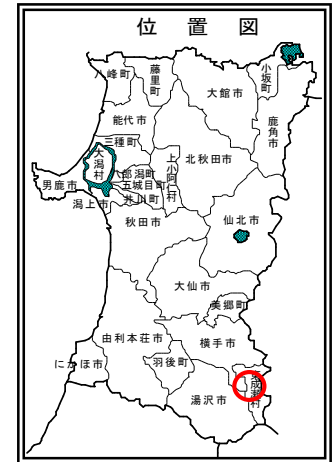 位置図
八峰町
藤里町
大館市
小坂町
鹿角市
能代市
三種町
大潟村
八郎潟町
北秋田市
上小阿仁村
男鹿市
五城目町
井川町
潟上市
秋田市
仙北市
大仙市
美郷町
由利本荘市
横手市
にかほ市
羽後町
東成瀬村
湯沢市